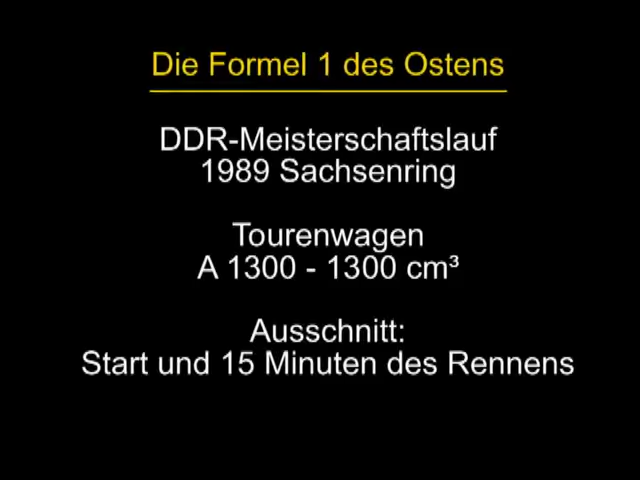 Die Formel 1 des Ostens
DDR-Meisterschaftslauf
1989 Sachsenring
Tourenwagen
A 1300 - 1300 cm³
Ausschnitt:
Start und 15 Minuten des Rennens